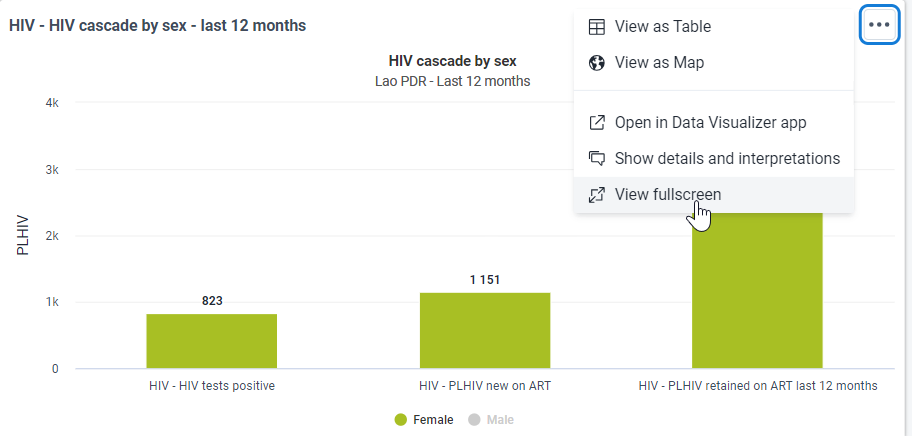 HIV - HIV cascade by sex - last 12 months
View as Table
View as Map
Open in Data Visualizer app
Show details and interpretations
View fullscreen
HIV cascade by sex
Lao PDR - Last 12 months
4k
3k
2k
1k
0
PLHIV
823
1 151
HIV - HIV tests positive
HIV - PLHIV new on ART
HIV - PLHIV retained on ART last 12 months
Female
Male